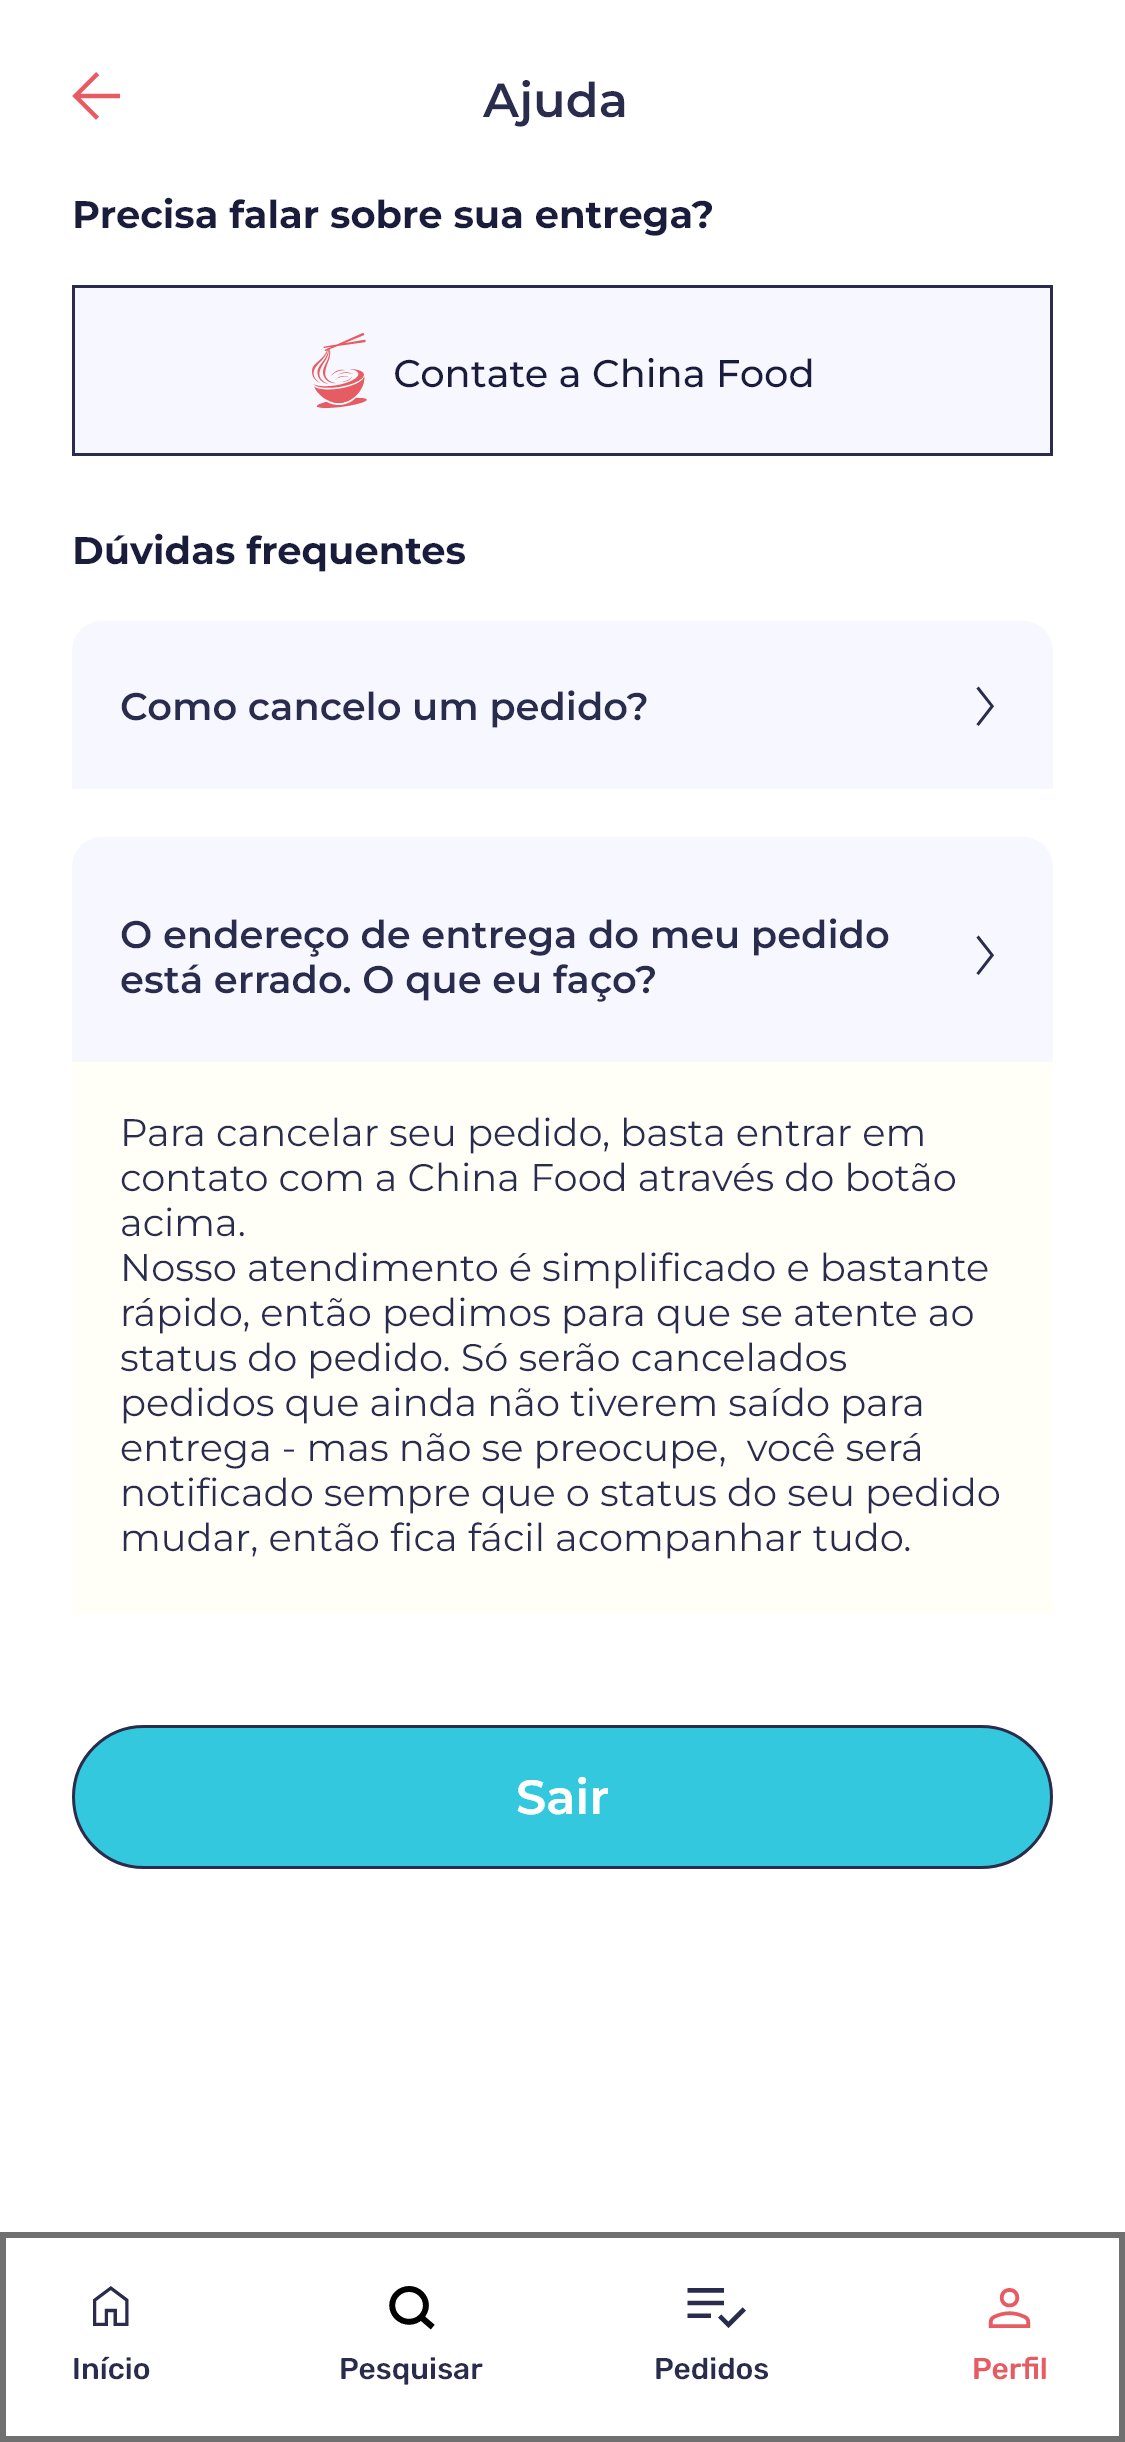 Ajuda
Precisa falar sobre sua entrega?
Contate a China Food
Dúvidas frequentes
Como cancelo um pedido?
O endereço de entrega do meu pedido
está errado. O que eu faço?
Para cancelar seu pedido, basta entrar em
contato com a China Food através do botão
acima.
Nosso atendimento é simplificado e bastante
rápido, então pedimos para que se atente ao
status do pedido. Só serão cancelados
pedidos que ainda não tiverem saído para
entrega - mas não se preocupe,  você será
notificado sempre que o status do seu pedido
mudar, então fica fácil acompanhar tudo.
Sair
Início
Pesquisar
Pedidos
Perfil